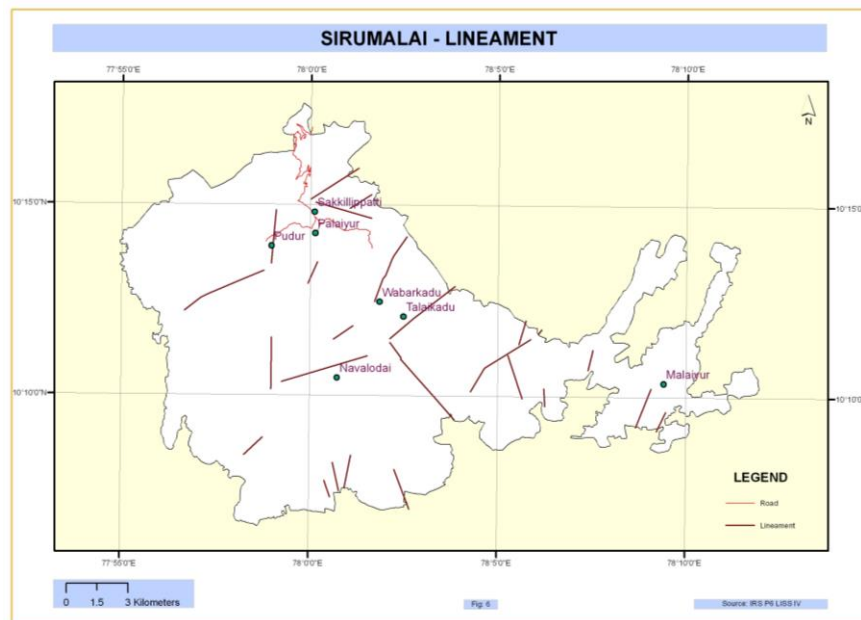 SIRUMALAI - LINEAMENT
77°55'0"E 78°0'0"E 78°5'0"E 78°10'0"E
N
10°15'0"N 10°15'0"N
Sakkillippatti
Palaiyur
Pudur
Wabarkadu
Talaikadu
Navalodai
Malaiyur
10°10'0"N 10°10'0"N
LEGEND
Road
Lineament
77°55'0"E 78°0'0"E 78°5'0"E 78°10'0"E
0 1.5 3 Kilometers
Fig: 6
Source: IRS P6 LISS IV